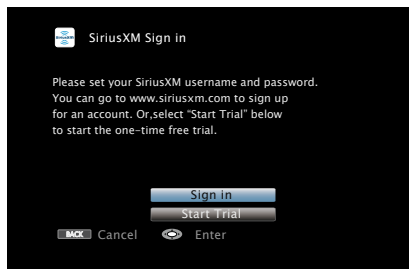 SiriusXM
SiriusXM Sign in
Please set your SiriusXM username and password.
You can go to www.siriusxm.com to sign up
for an account. Or,select “Start Trial” below
to start the one-time free trial.
Sign in
Start Trial
BACK Cancel Enter